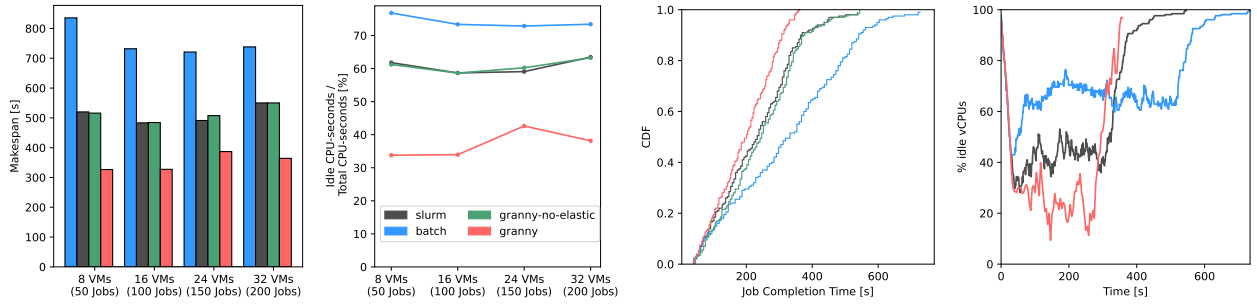 Makespan [s]
800
700
600
500
400
300
200
100
0
8 VMs
(50 Jobs)
16 VMs
(100 Jobs)
24 VMs
(150 Jobs)
32 VMs
(200 Jobs)
Idle CPU-seconds /
Total CPU-seconds [%]
70
60
50
40
30
20
10
0
slurm
batch
granny-no-elastic
granny
8 VMs
(50 Jobs)
16 VMs
(100 Jobs)
24 VMs
(150 Jobs)
32 VMs
(200 Jobs)
CDF
1.0
0.8
0.6
0.4
0.2
0.0
200
400
600
Job Completion Time [s]
% idle vCPUs
100
80
60
40
20
0
0
200
400
600
Time [s]